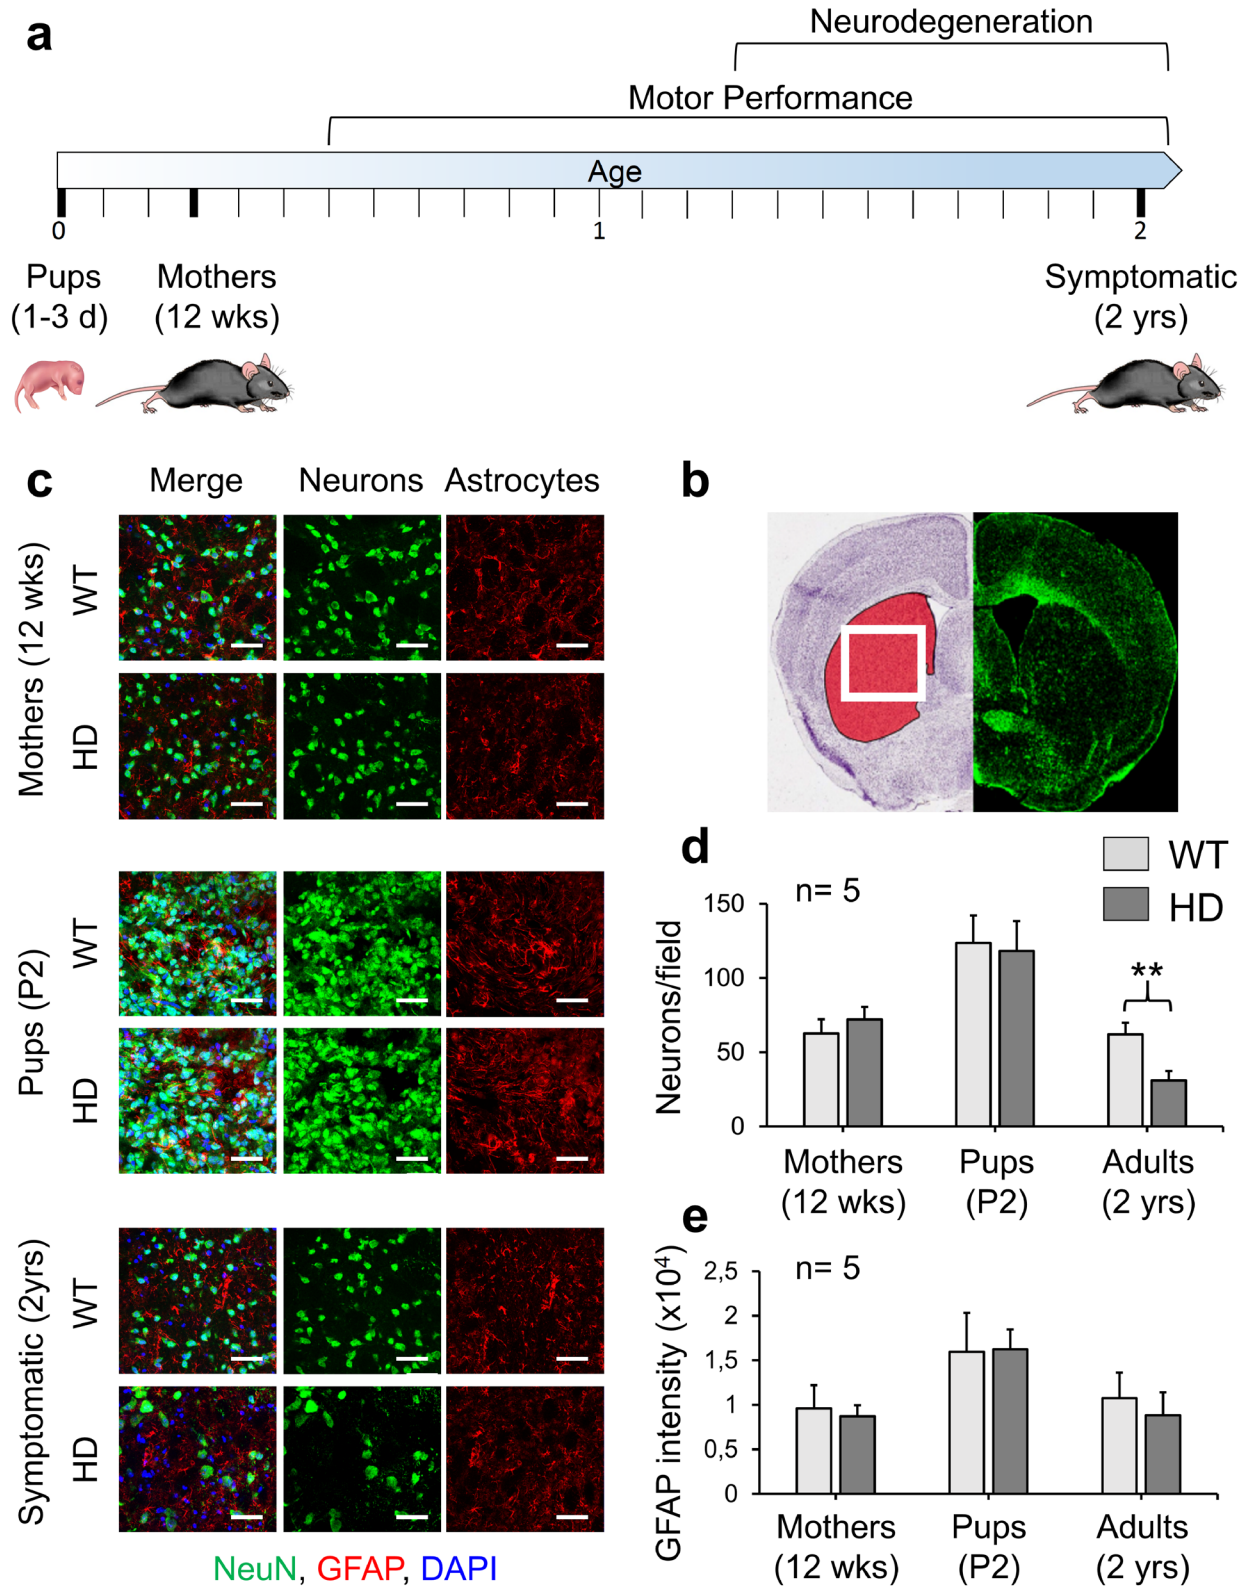 a
Neurodegeneration
Motor Performance
Age
0
1
2
Pups
(1-3 d)
Mothers
(12 wks)
Symptomatic
(2 yrs)
c
Merge
Neurons
Astrocytes
Mothers (12 wks)
WT
HD
Pups (P2)
WT
HD
Symptomatic (2yrs)
WT
HD
NeuN, GFAP, DAPI
b
d
WT
HD
n= 5
**
Neurons/field
150
100
50
0
Mothers
(12 wks)
Pups
(P2)
Adults
(2 yrs)
e
n= 5
GFAP intensity (x10⁴)
2,5
2
1,5
1
0,5
0
Mothers
(12 wks)
Pups
(P2)
Adults
(2 yrs)